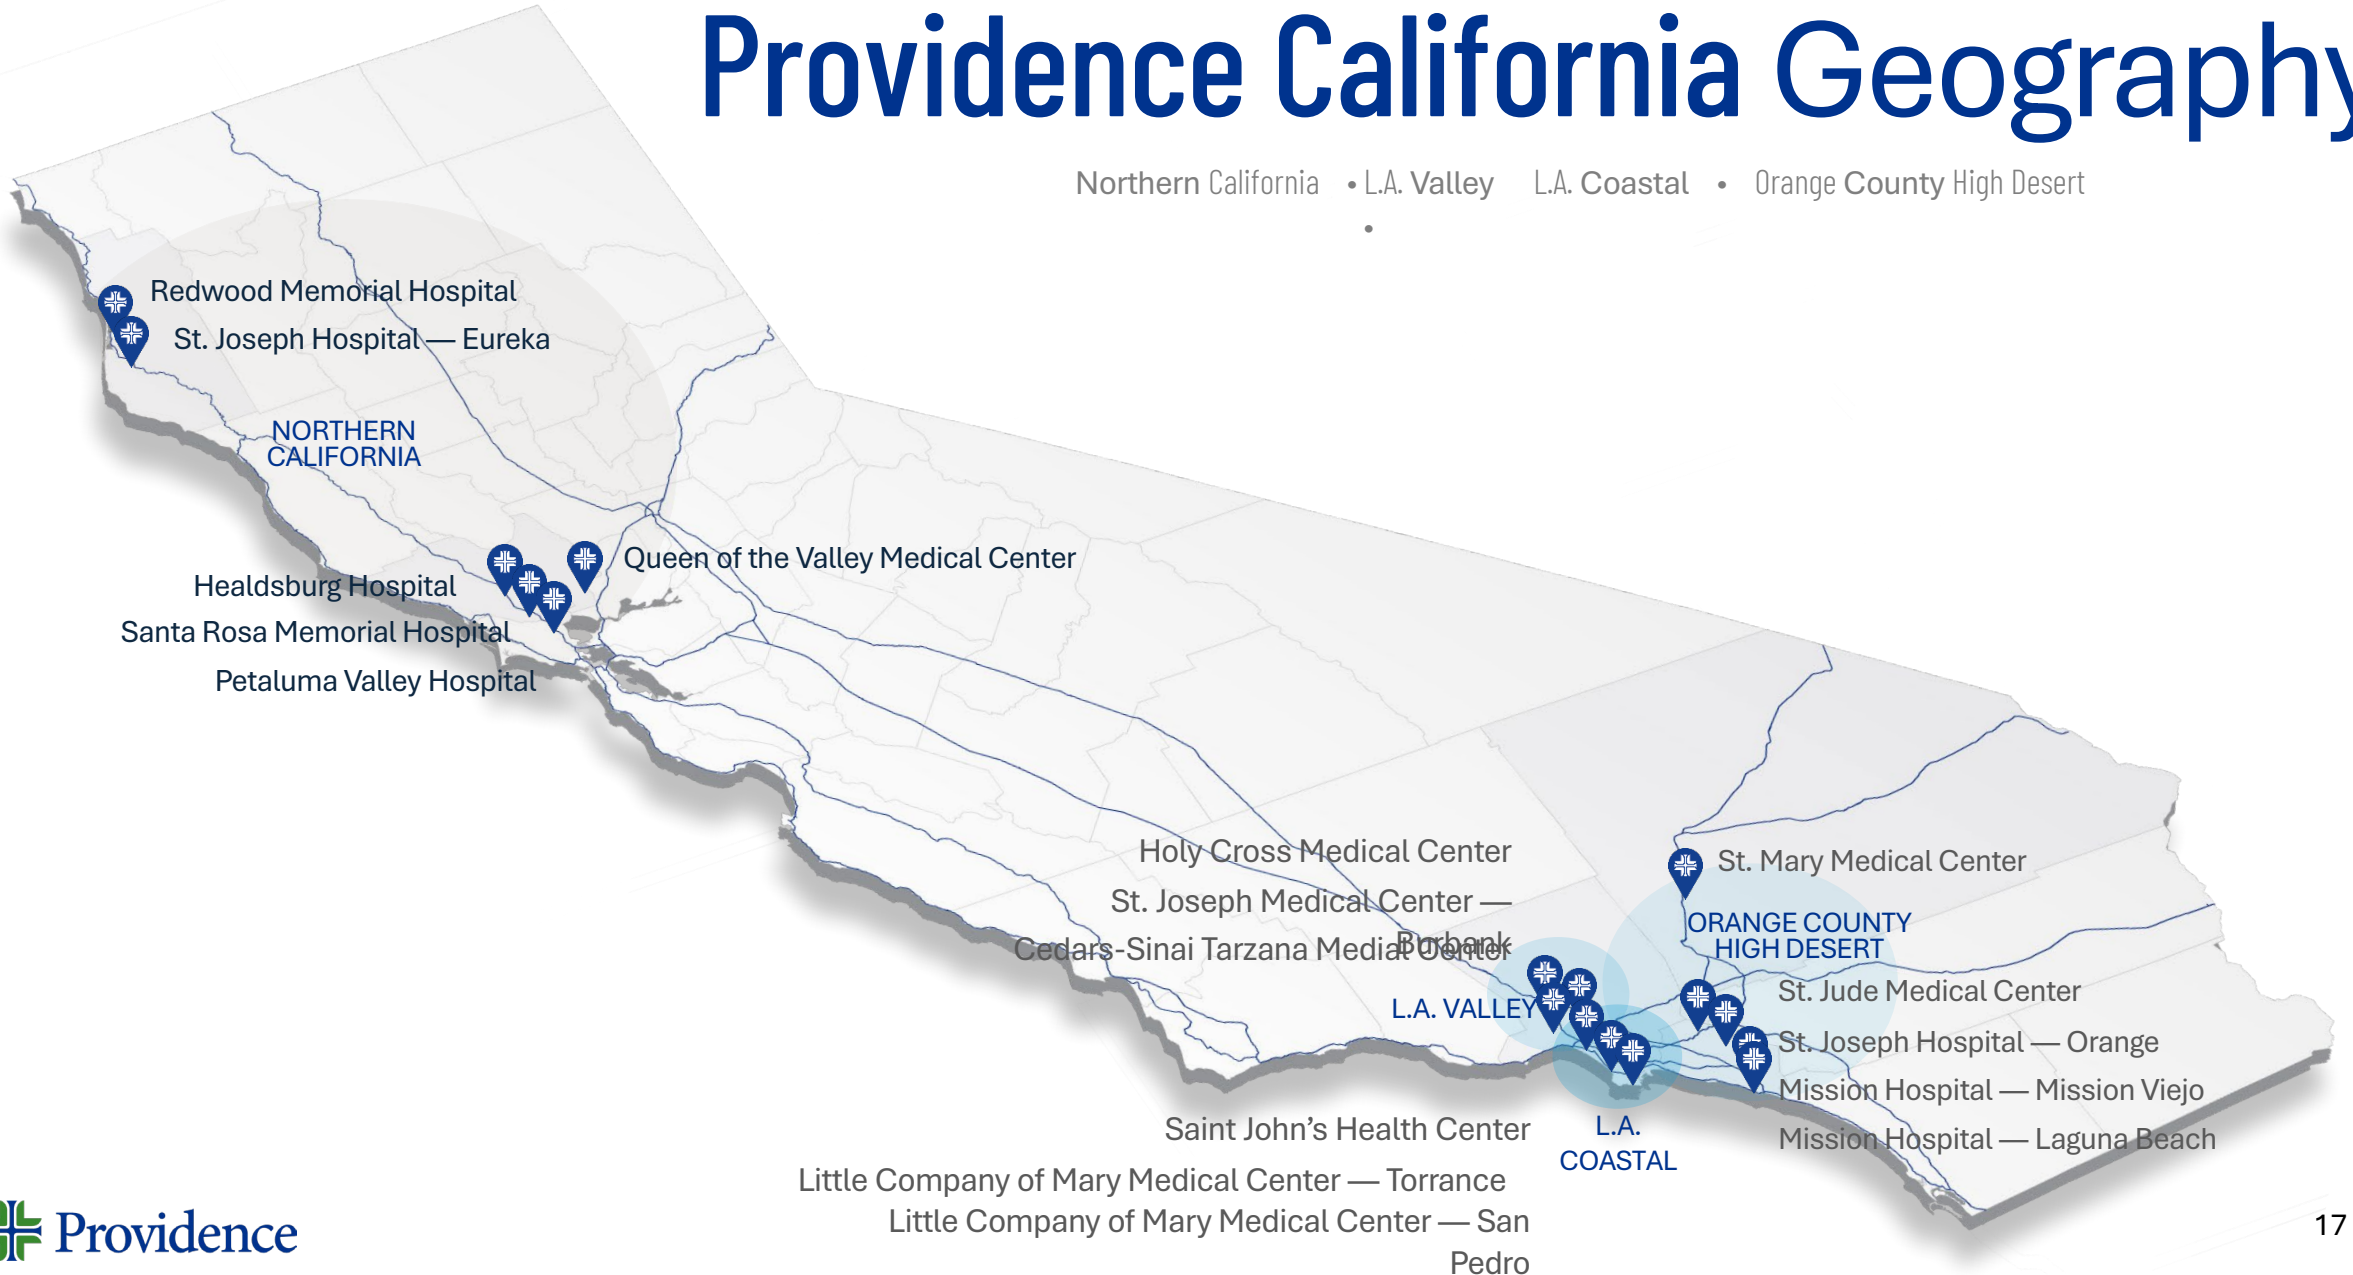 Providence California Geography
Northern California • L.A. Valley L.A. Coastal • Orange County High Desert
•
Redwood Memorial Hospital
St. Joseph Hospital — Eureka
NORTHERN
CALIFORNIA
Queen of the Valley Medical Center
Healdsburg Hospital
Santa Rosa Memorial Hospital
Petaluma Valley Hospital
Holy Cross Medical Center
St. Joseph Medical Center —
Burbank
Cedars-Sinai Tarzana Medial Center
L.A. VALLEY
St. Mary Medical Center
ORANGE COUNTY
HIGH DESERT
St. Jude Medical Center
St. Joseph Hospital — Orange
Mission Hospital — Mission Viejo
Mission Hospital — Laguna Beach
Saint John’s Health Center
L.A.
COASTAL
Little Company of Mary Medical Center — Torrance
Little Company of Mary Medical Center — San
Pedro
Providence
17